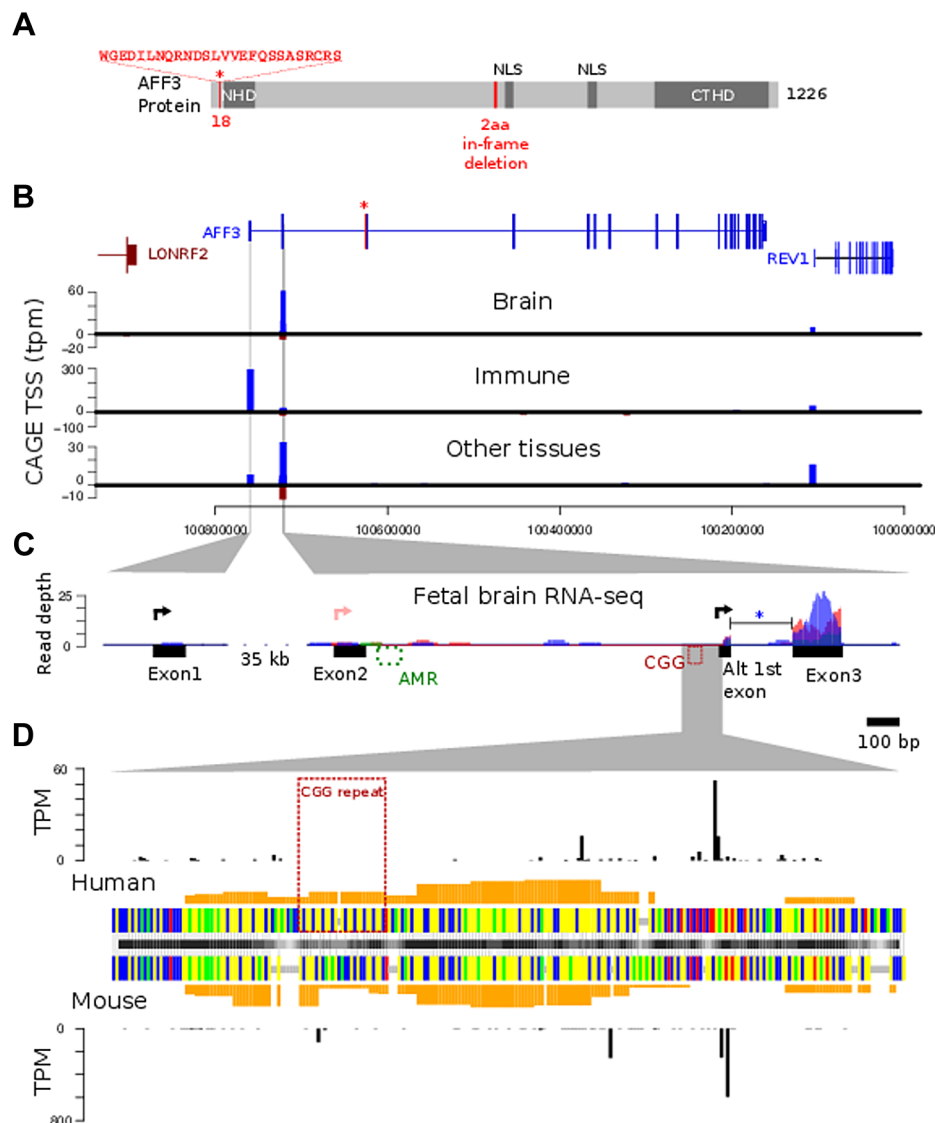 A
WGEDILNQRNDSLVVEFQSSASRCRS
*
NLS NLS
AFF3 Protein
NHD
CTHD
1226
18
2aa
in-frame
deletion
B
*
AFF3
LONRF2
REV1
CAGE TSS (tpm)
60
0
-20
Brain
300
0
-100
Immune
30
0
-10
Other tissues
100800000 100600000 100400000 100200000 100000000
C
Fetal brain RNA-seq
Read depth
25
0
*
Exon1
35 kb
Exon2
AMR
CGG
Alt 1st
exon
Exon3
100 bp
D
60
TPM
0
CGG repeat
Human
Mouse
0
TPM
800